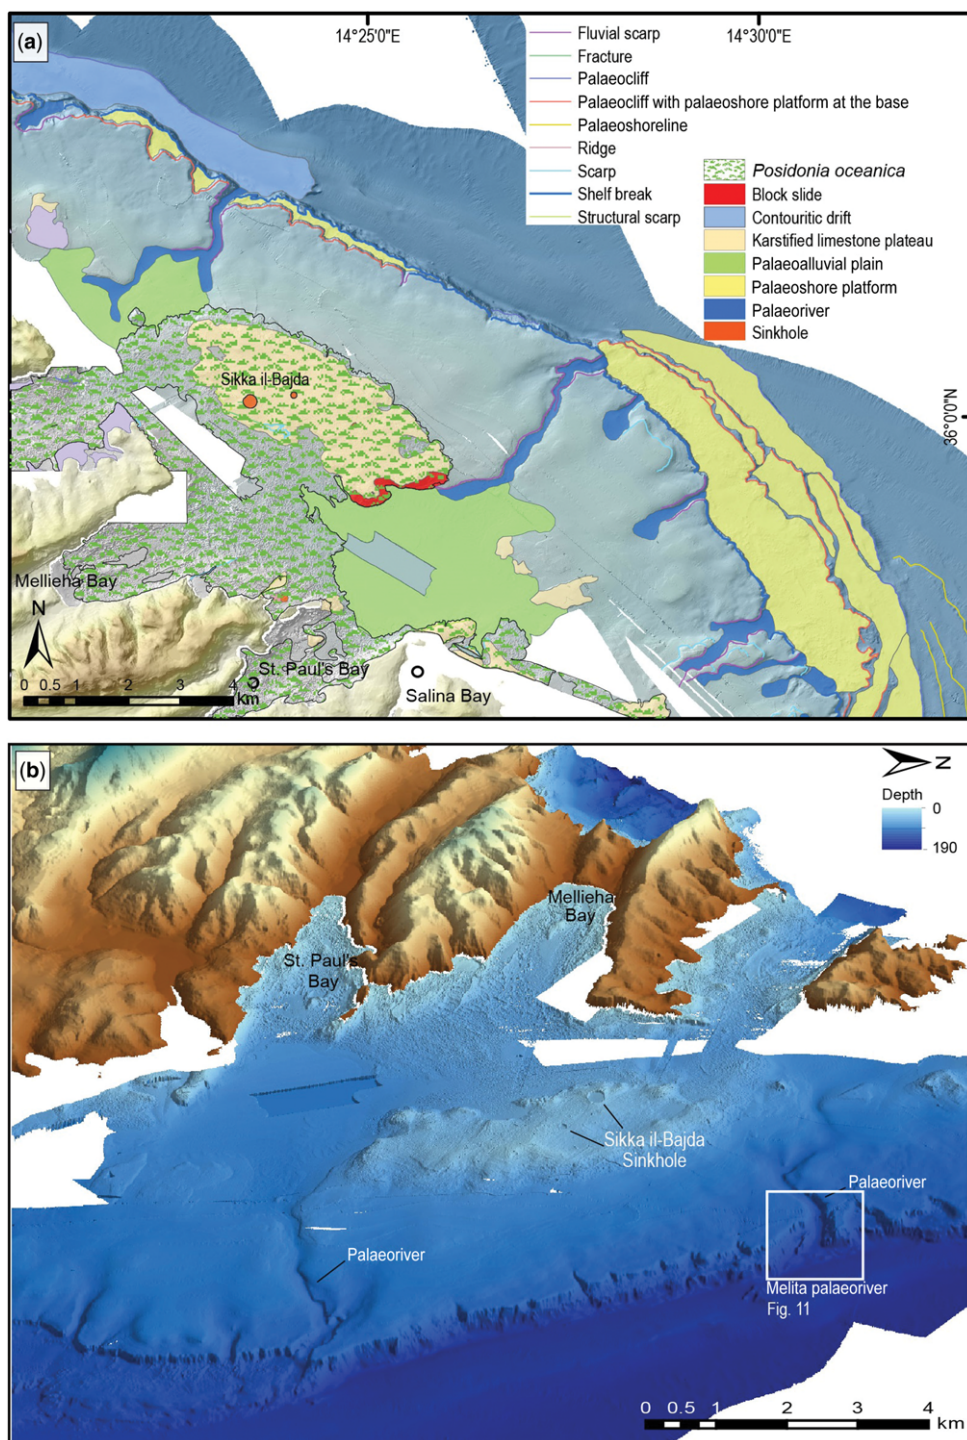 (a)
14°25'0"E
14°30'0"E
Fluvial scarp
Fracture
Palaeocliff
Palaeocliff with palaeoshore platform at the base
Palaeoshoreline
Ridge
Scarp
Shelf break
Structural scarp
Posidonia oceanica
Block slide
Contouritic drift
Karstified limestone plateau
Palaeoalluvial plain
Palaeoshore platform
Palaeoriver
Sinkhole
Sikka il-Bajda
36°0'0"N
Mellieha Bay
N
St. Paul's Bay
Salina Bay
0 0.5 1 2 3 4
km
(b)
N
Depth
0
190
Mellieha
Bay
St. Paul's
Bay
Sikka il-Bajda
Sinkhole
Palaeoriver
Palaeoriver
Melita palaeoriver
Fig. 11
0 0.5 1 2 3 4
km